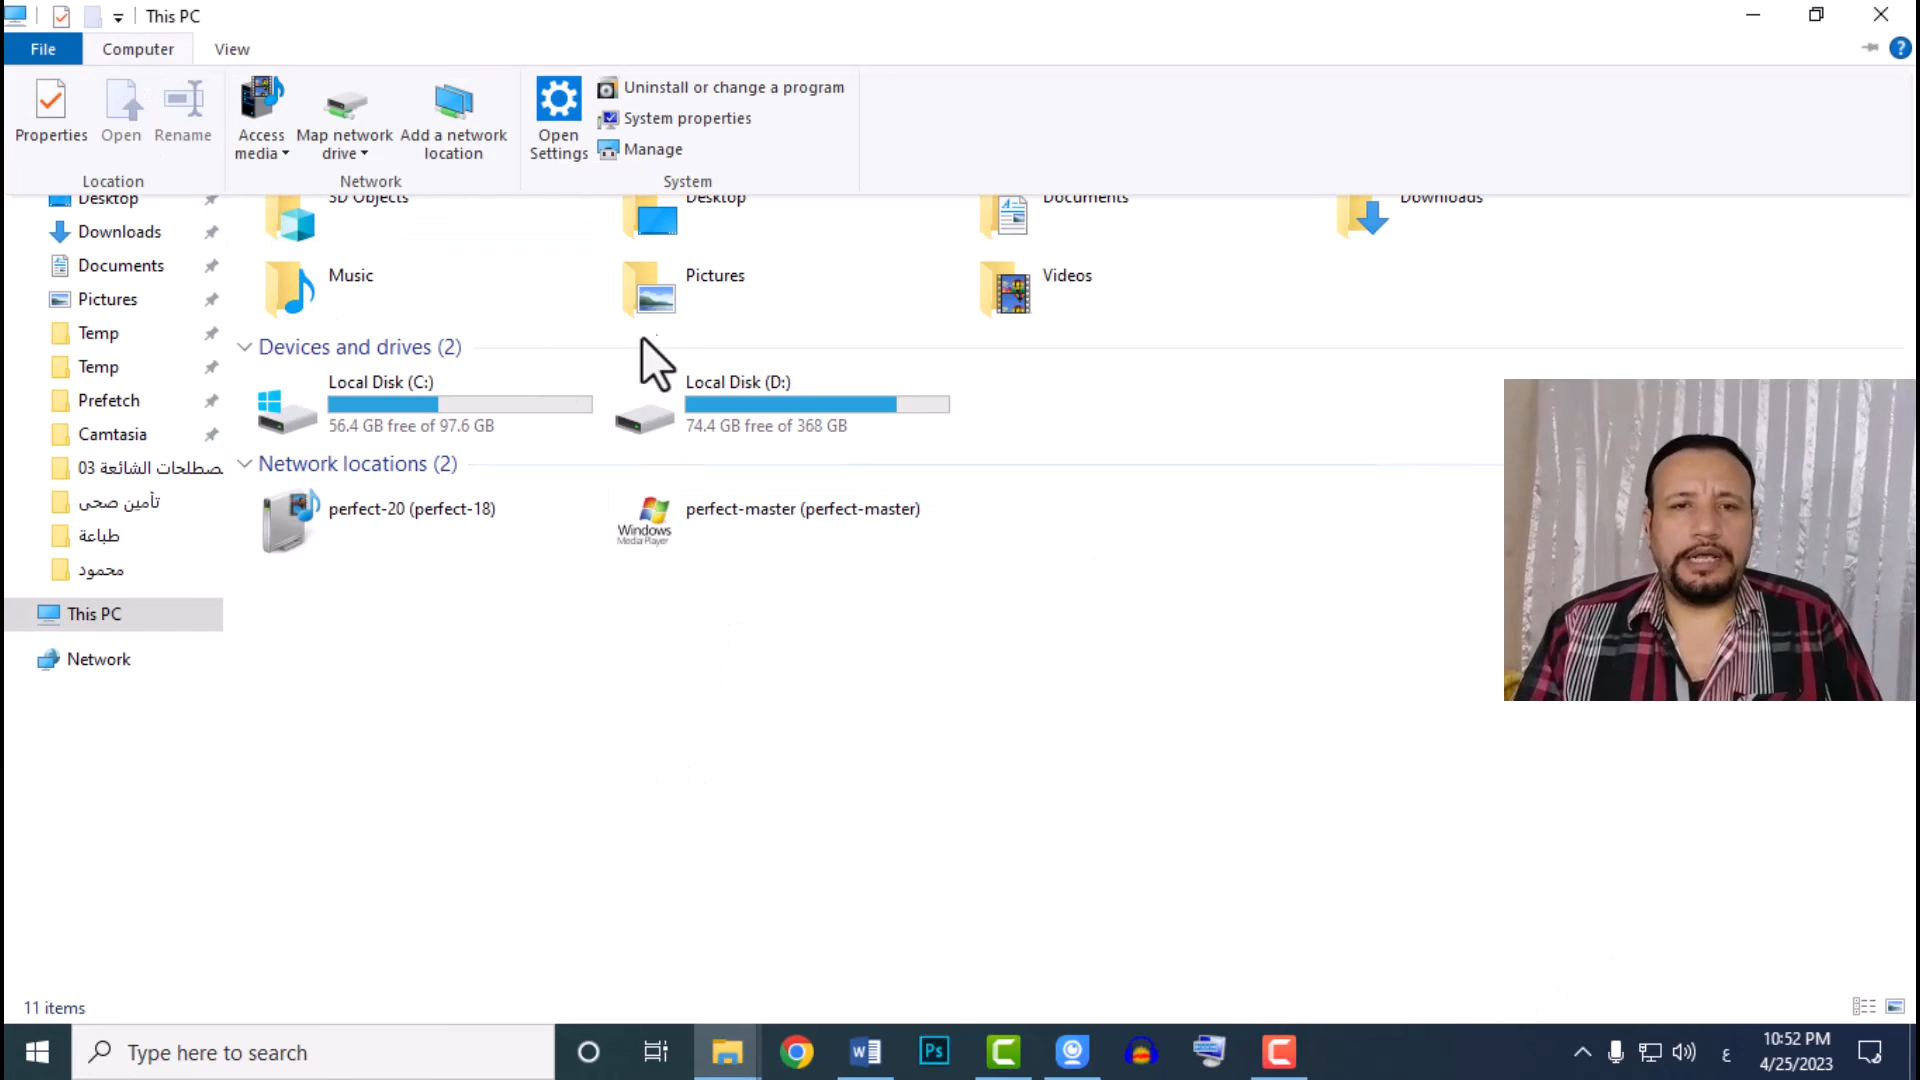 This PC
File
Computer
View
Properties
Open
Rename
Access media
Map network drive
Add a network location
Open Settings
Uninstall or change a program
System properties
Manage
Location
Network
System
Desktop
Downloads
Documents
Pictures
Temp
Temp
Prefetch
Camtasia
03 صطلحات الشائعة
تأمين صحى
طباعة
محمود
This PC
Network
3D Objects
Desktop
Documents
Downloads
Music
Pictures
Videos
Devices and drives (2)
Local Disk (C:)
56.4 GB free of 97.6 GB
Local Disk (D:)
74.4 GB free of 368 GB
Network locations (2)
perfect-20 (perfect-18)
Windows
Media Player
perfect-master (perfect-master)
11 items
Type here to search
Ps
ع
10:52 PM
4/25/2023